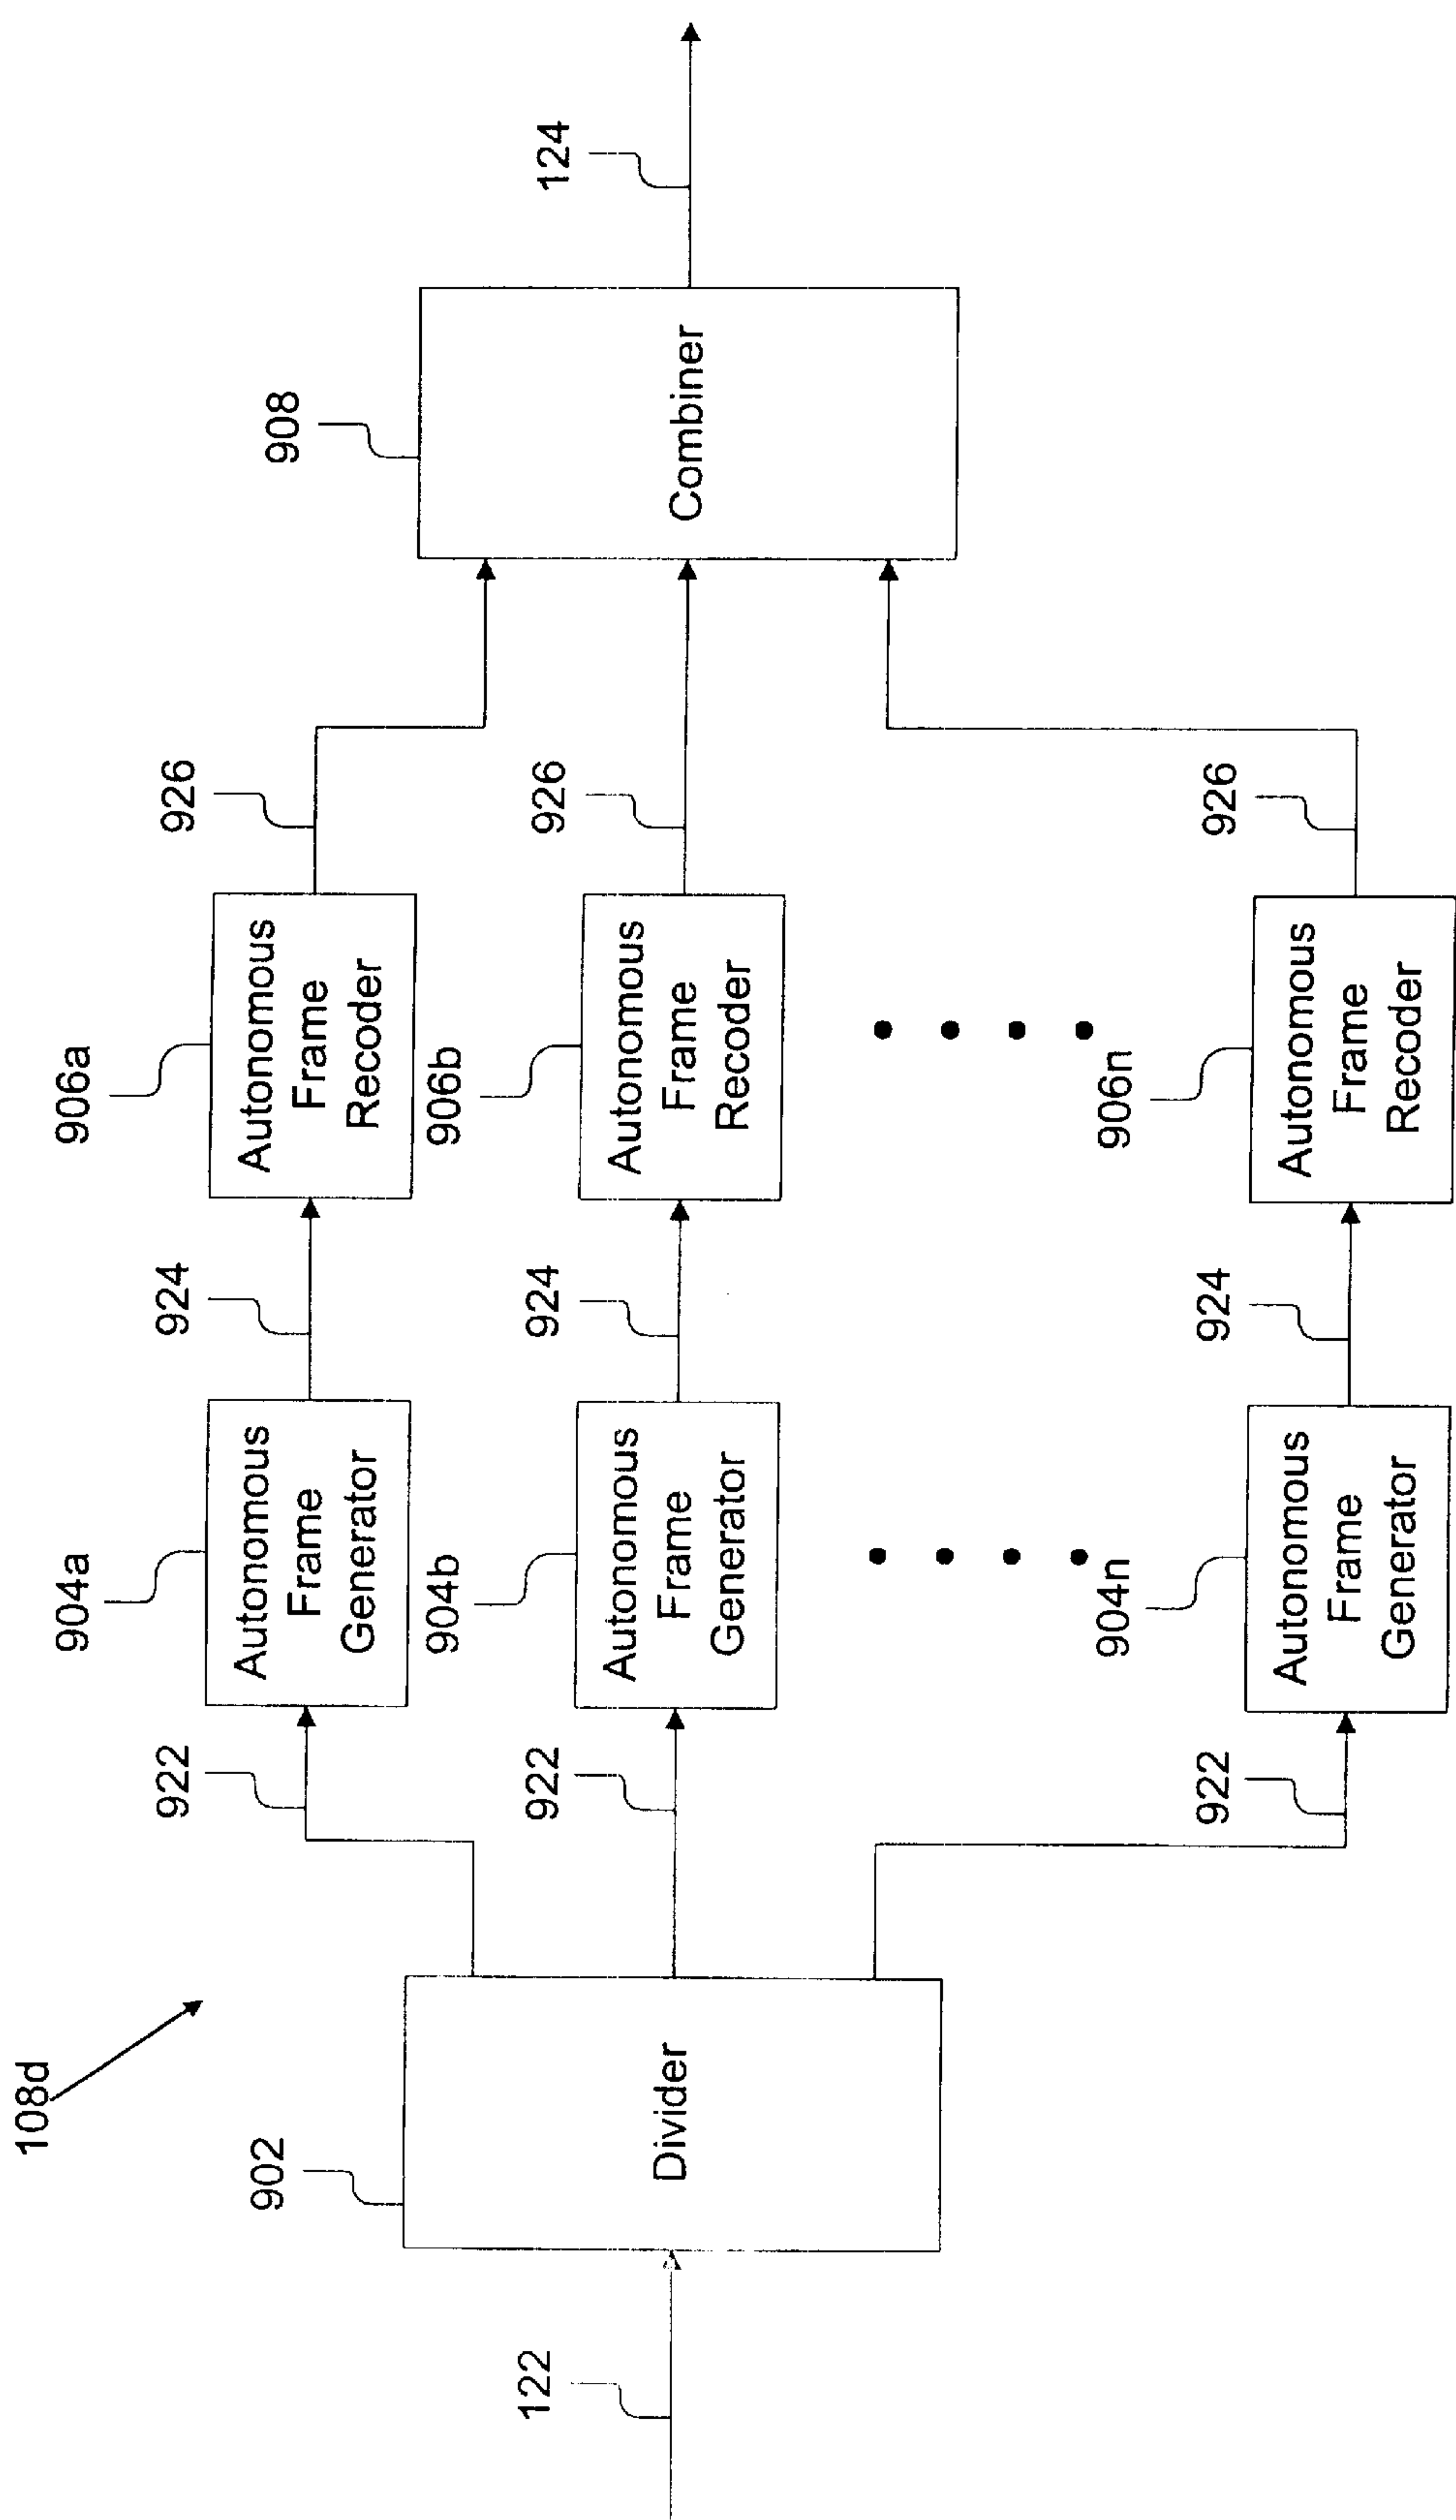 108d
122
902
Divider
922
922
922
904a
Autonomous
Frame
Generator
904b
Autonomous
Frame
Generator
904n
Autonomous
Frame
Generator
924
924
924
906a
Autonomous
Frame
Recoder
906b
Autonomous
Frame
Recoder
906n
Autonomous
Frame
Recoder
926
926
926
908
Combiner
124